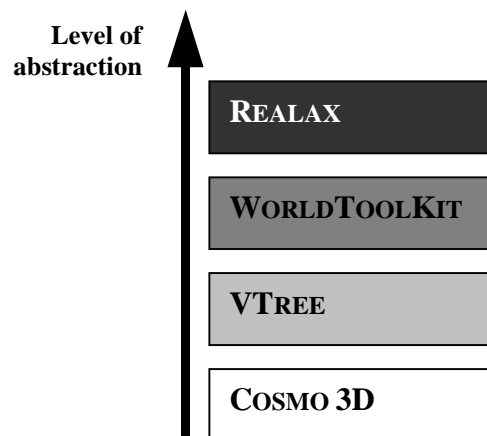 Level of
abstraction
REALAX
WORLDTOOLKIT
VTREE
COSMO 3D